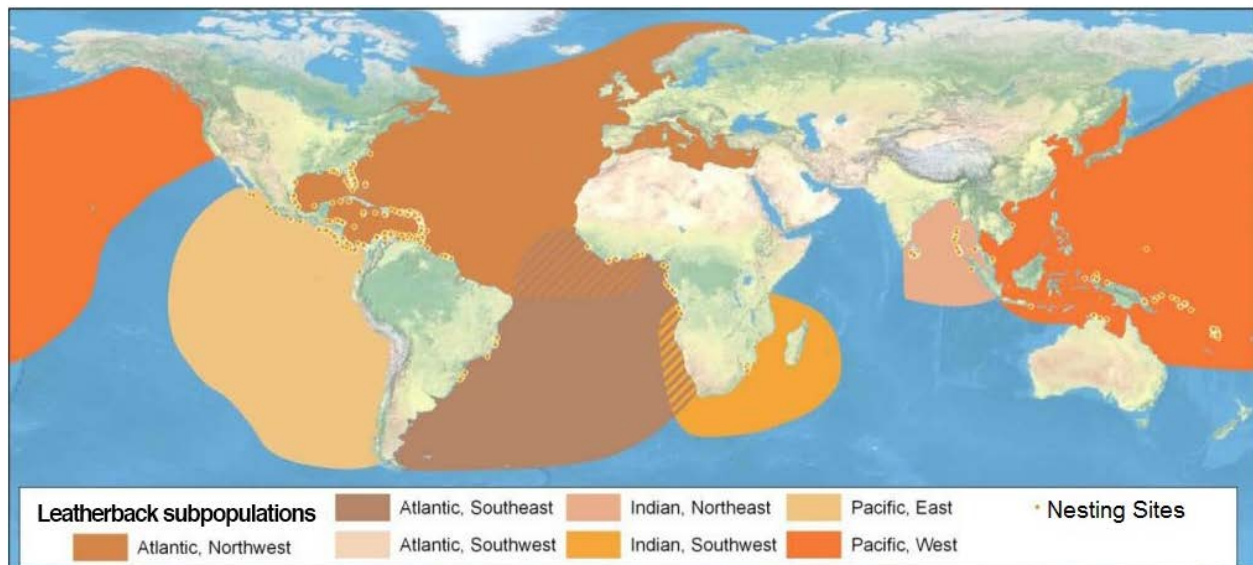 Leatherback subpopulations
Atlantic, Northwest
Atlantic, Southeast
Atlantic, Southwest
Indian, Northeast
Indian, Southwest
Pacific, East
Pacific, West
Nesting Sites